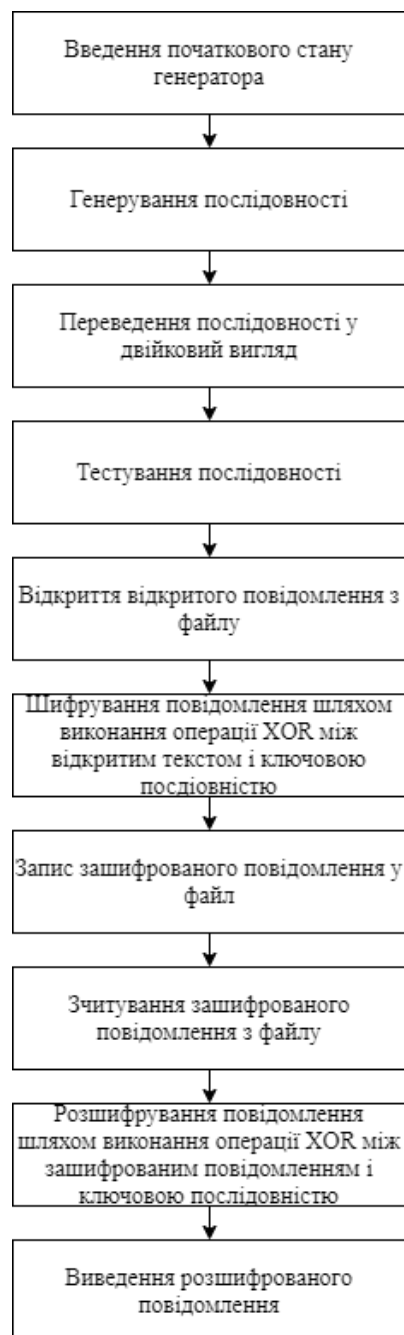 Введення початкового стану
генератора
Генерування послідовності
Переведення послідовності у
двійковий вигляд
Тестування послідовності
Відкриття відкритого повідомлення з
файлу
Шифрування повідомлення шляхом
виконання операції XOR між
відкритим текстом і ключовою
посдіовністю
Запис зашифрованого повідомлення у
файл
Зчитування зашифрованого
повідомлення з файлу
Розшифрування повідомлення
шляхом виконання операції XOR між
зашифрованим повідомленням і
ключовою послідовністю
Виведення розшифрованого
повідомлення